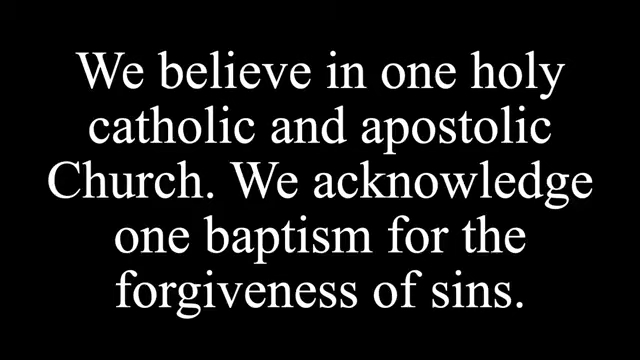 We believe in one holy
catholic and apostolic
Church. We acknowledge
one baptism for the
forgiveness of sins.